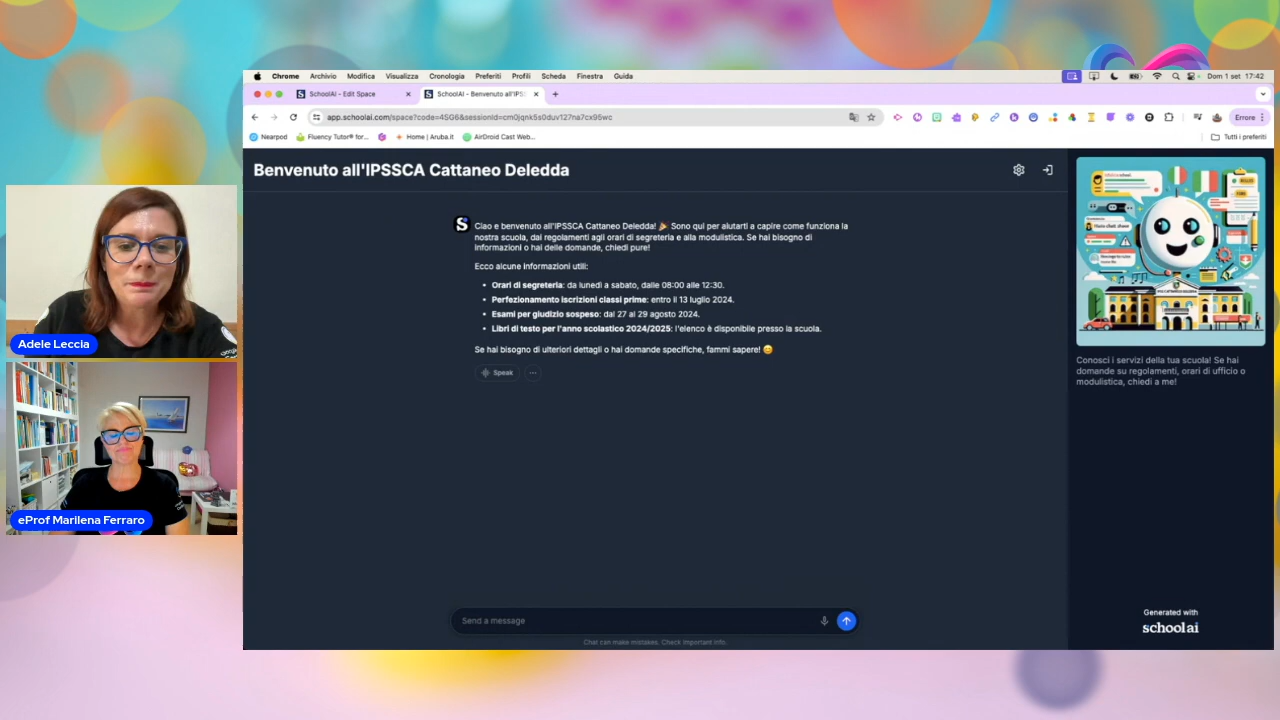 Chrome Archivio Modifica Visualizza Cronologia Preferiti Profili Scheda Finestra Guida
Dom 1 set 17:42
SchoolAI - Edit Space
SchoolAI - Benvenuto all'IPS
app.schoolai.com/space?code=45G6&sessionId=cm0jqnk5s0duv127na7cx95wc
Errore
Nearpod
Fluency Tutor® for...
Home | Aruba.it
AirDroid Cast Web...
Tutti i preferiti
Benvenuto all'IPSSCA Cattaneo Deledda
Ciao e benvenuto all'IPSSCA Cattaneo Deledda! 🎉 Sono qui per aiutarti a capire come funziona la
nostra scuola, dai regolamenti agli orari di segreteria e alla modulistica. Se hai bisogno di
informazioni o hai delle domande, chiedi pure!
Ecco alcune informazioni utili:
• Orari di segreteria: da lunedì a sabato, dalle 08:00 alle 12:30.
• Perfezionamento iscrizioni classi prime: entro il 13 luglio 2024.
• Esami per giudizio sospeso: dal 27 al 29 agosto 2024.
• Libri di testo per l'anno scolastico 2024/2025: l'elenco è disponibile presso la scuola.
Se hai bisogno di ulteriori dettagli o hai domande specifiche, fammi sapere! 😊
Speak
Send a message
Chat can make mistakes. Check important info.
Conosci i servizi della tua scuola! Se hai
domande su regolamenti, orari di ufficio o
modulistica, chiedi a me!
Generated with
schoolai
Adele Leccia
eProf Marilena Ferraro